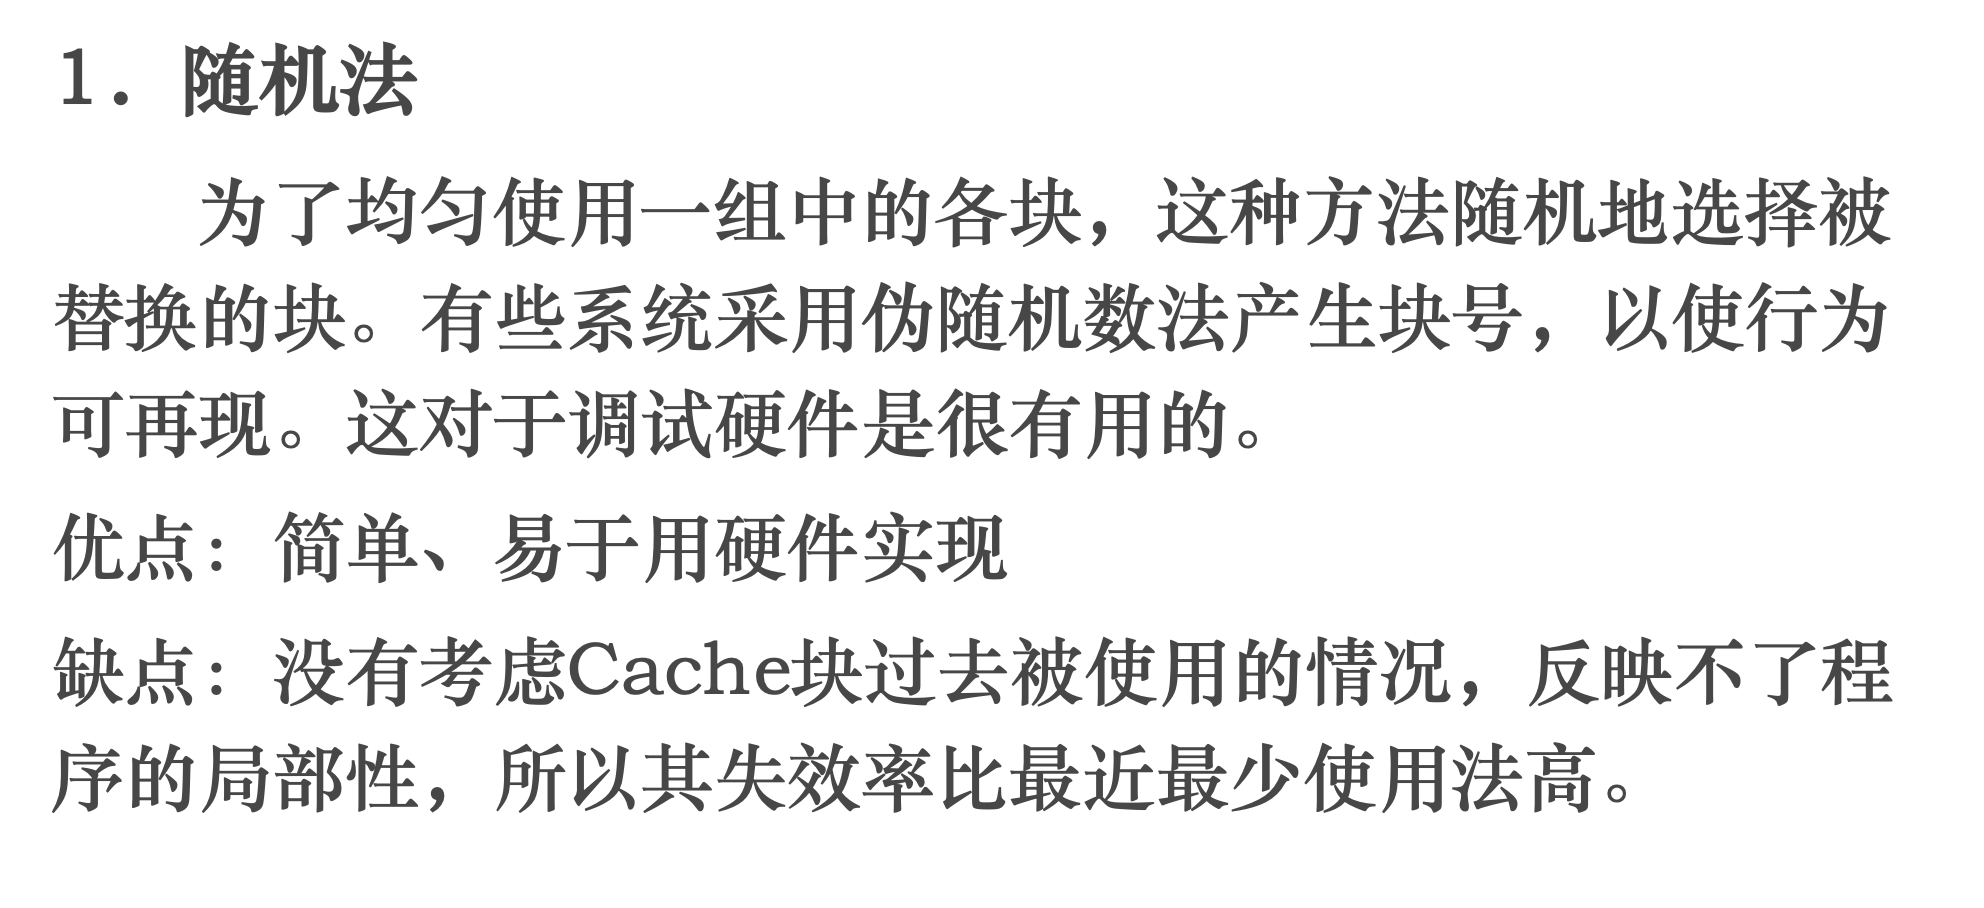 1. 随机法
为了均匀使用一组中的各块，这种方法随机地选择被
替换的块。有些系统采用伪随机数法产生块号，以使行为
可再现。这对于调试硬件是很有用的。
优点：简单、易于用硬件实现
缺点：没有考虑Cache块过去被使用的情况，反映不了程
序的局部性，所以其失效率比最近最少使用法高。